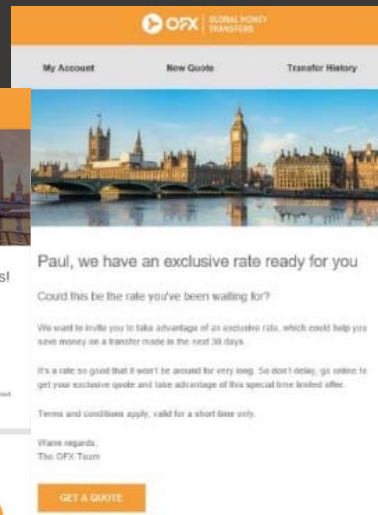 OFX GLOBAL MONEY
TRANSFERS
My Account New Quote Transfer History
s!
Paul, we have an exclusive rate ready for you
Could this be the rate you've been waiting for?
We want to invite you to take advantage of an exclusive rate, which could help you
save money on a transfer made in the next 30 days.
It's a rate so good that it won't be around for very long. So don't delay, go online to
get your exclusive quote and take advantage of this special time limited offer.
Terms and conditions apply, valid for a short time only.
Warm regards,
The OFX Team
GET A QUOTE